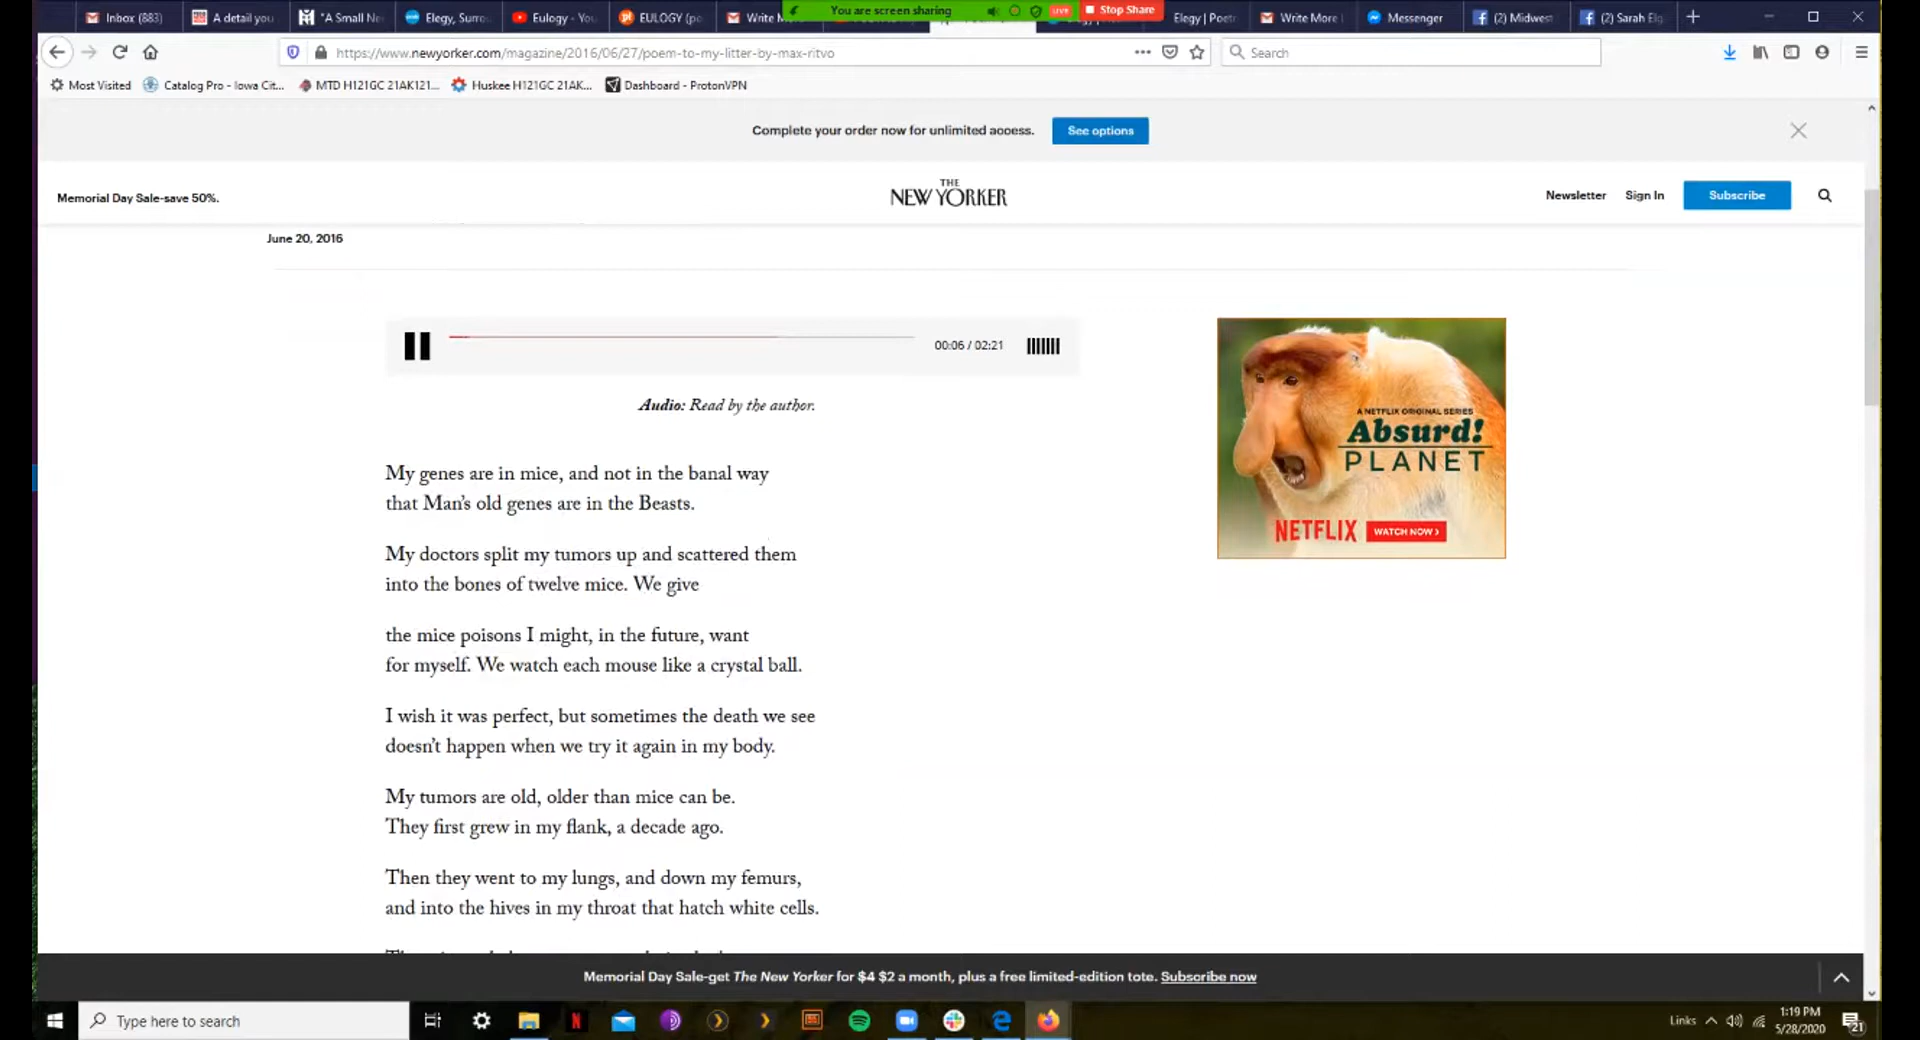 Inbox (883)
A detail you
"A Small Ne
Elegy, Surro
Eulogy - You
EULOGY (po
Write M
You are screen sharing
LIVE
Stop Share
Elegy | Poet
Write More
Messenger
(2) Midwest
(2) Sarah Elg
https://www.newyorker.com/magazine/2016/06/27/poem-to-my-litter-by-max-ritvo
Search
Most Visited
Catalog Pro - Iowa Cit...
MTD H121GC 21AK121...
Huskee H121GC 21AK...
Dashboard - ProtonVPN
Complete your order now for unlimited access.
See options
Memorial Day Sale-save 50%.
THE
NEW YORKER
Newsletter
Sign In
Subscribe
June 20, 2016
00:06 / 02:21
Audio: Read by the author.
My genes are in mice, and not in the banal way
that Man's old genes are in the Beasts.
My doctors split my tumors up and scattered them
into the bones of twelve mice. We give
the mice poisons I might, in the future, want
for myself. We watch each mouse like a crystal ball.
I wish it was perfect, but sometimes the death we see
doesn't happen when we try it again in my body.
My tumors are old, older than mice can be.
They first grew in my flank, a decade ago.
Then they went to my lungs, and down my femurs,
and into the hives in my throat that hatch white cells.
A NETFLIX ORIGINAL SERIES
Absurd!
PLANET
NETFLIX
WATCH NOW >
Memorial Day Sale-get The New Yorker for $4 $2 a month, plus a free limited-edition tote. Subscribe now
Type here to search
Links
1:19 PM
5/28/2020
21